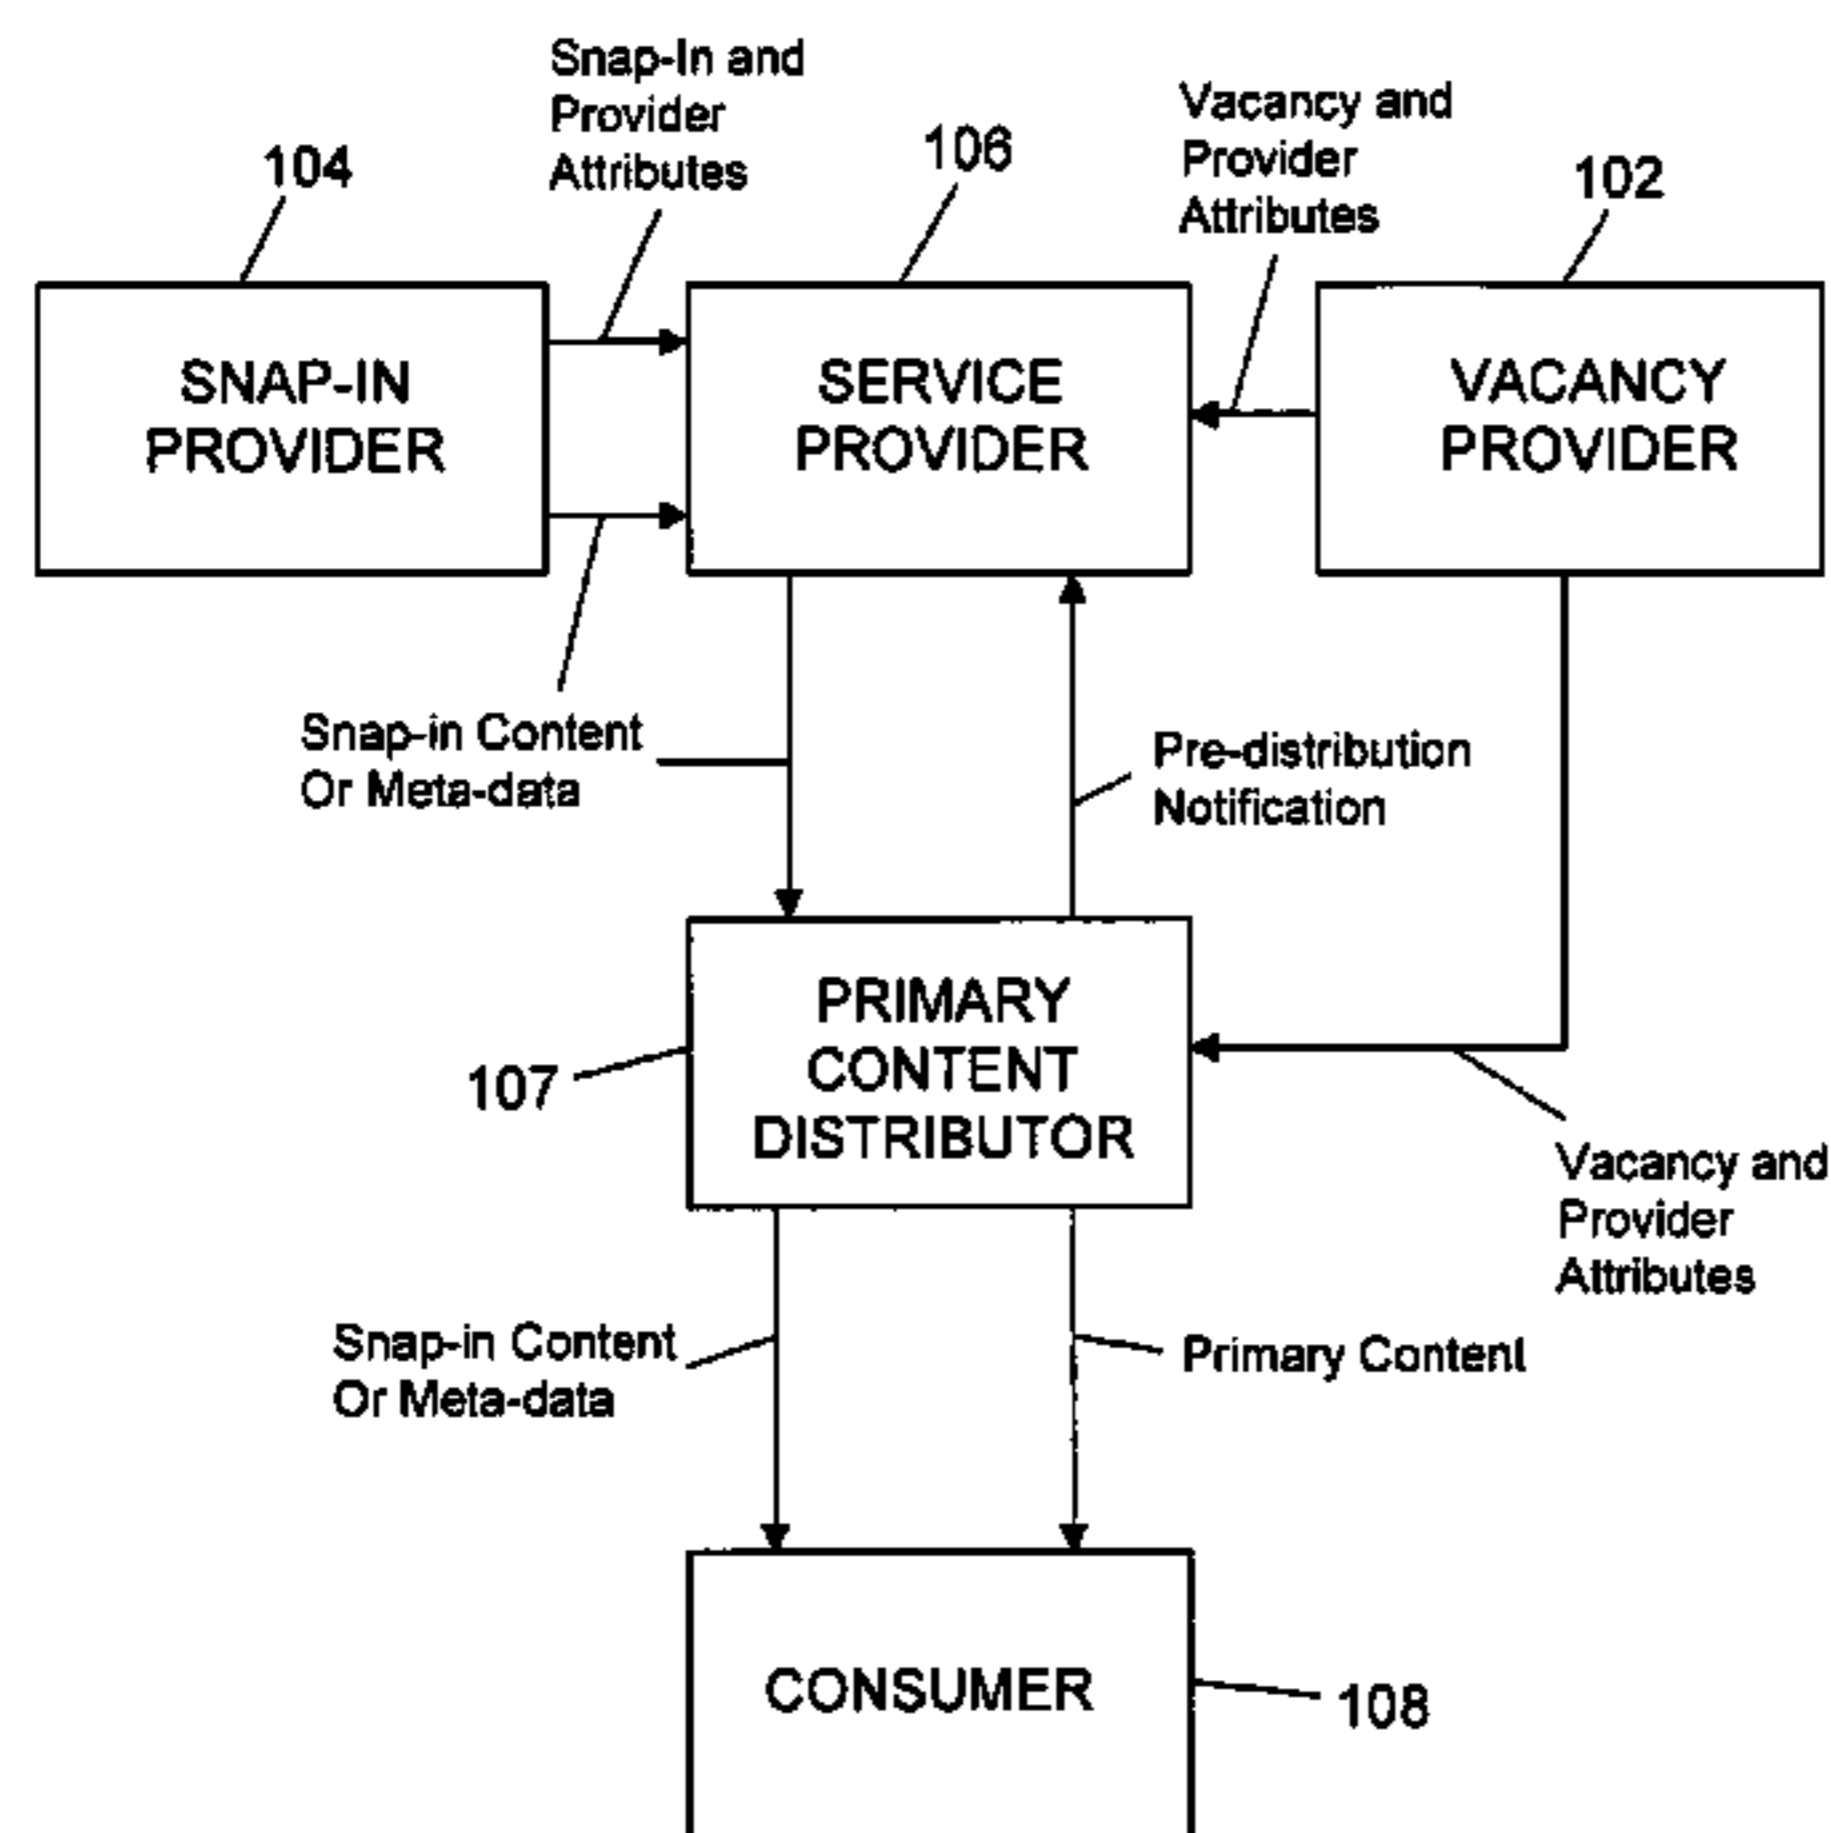 Snap-In and
Provider
Attributes
Vacancy and
Provider
Attributes
104
106
102
SNAP-IN
PROVIDER
SERVICE
PROVIDER
VACANCY
PROVIDER
Snap-in Content
Or Meta-data
Pre-distribution
Notification
PRIMARY
CONTENT
DISTRIBUTOR
107
Vacancy and
Provider
Attributes
Snap-in Content
Or Meta-data
Primary Content
CONSUMER
108